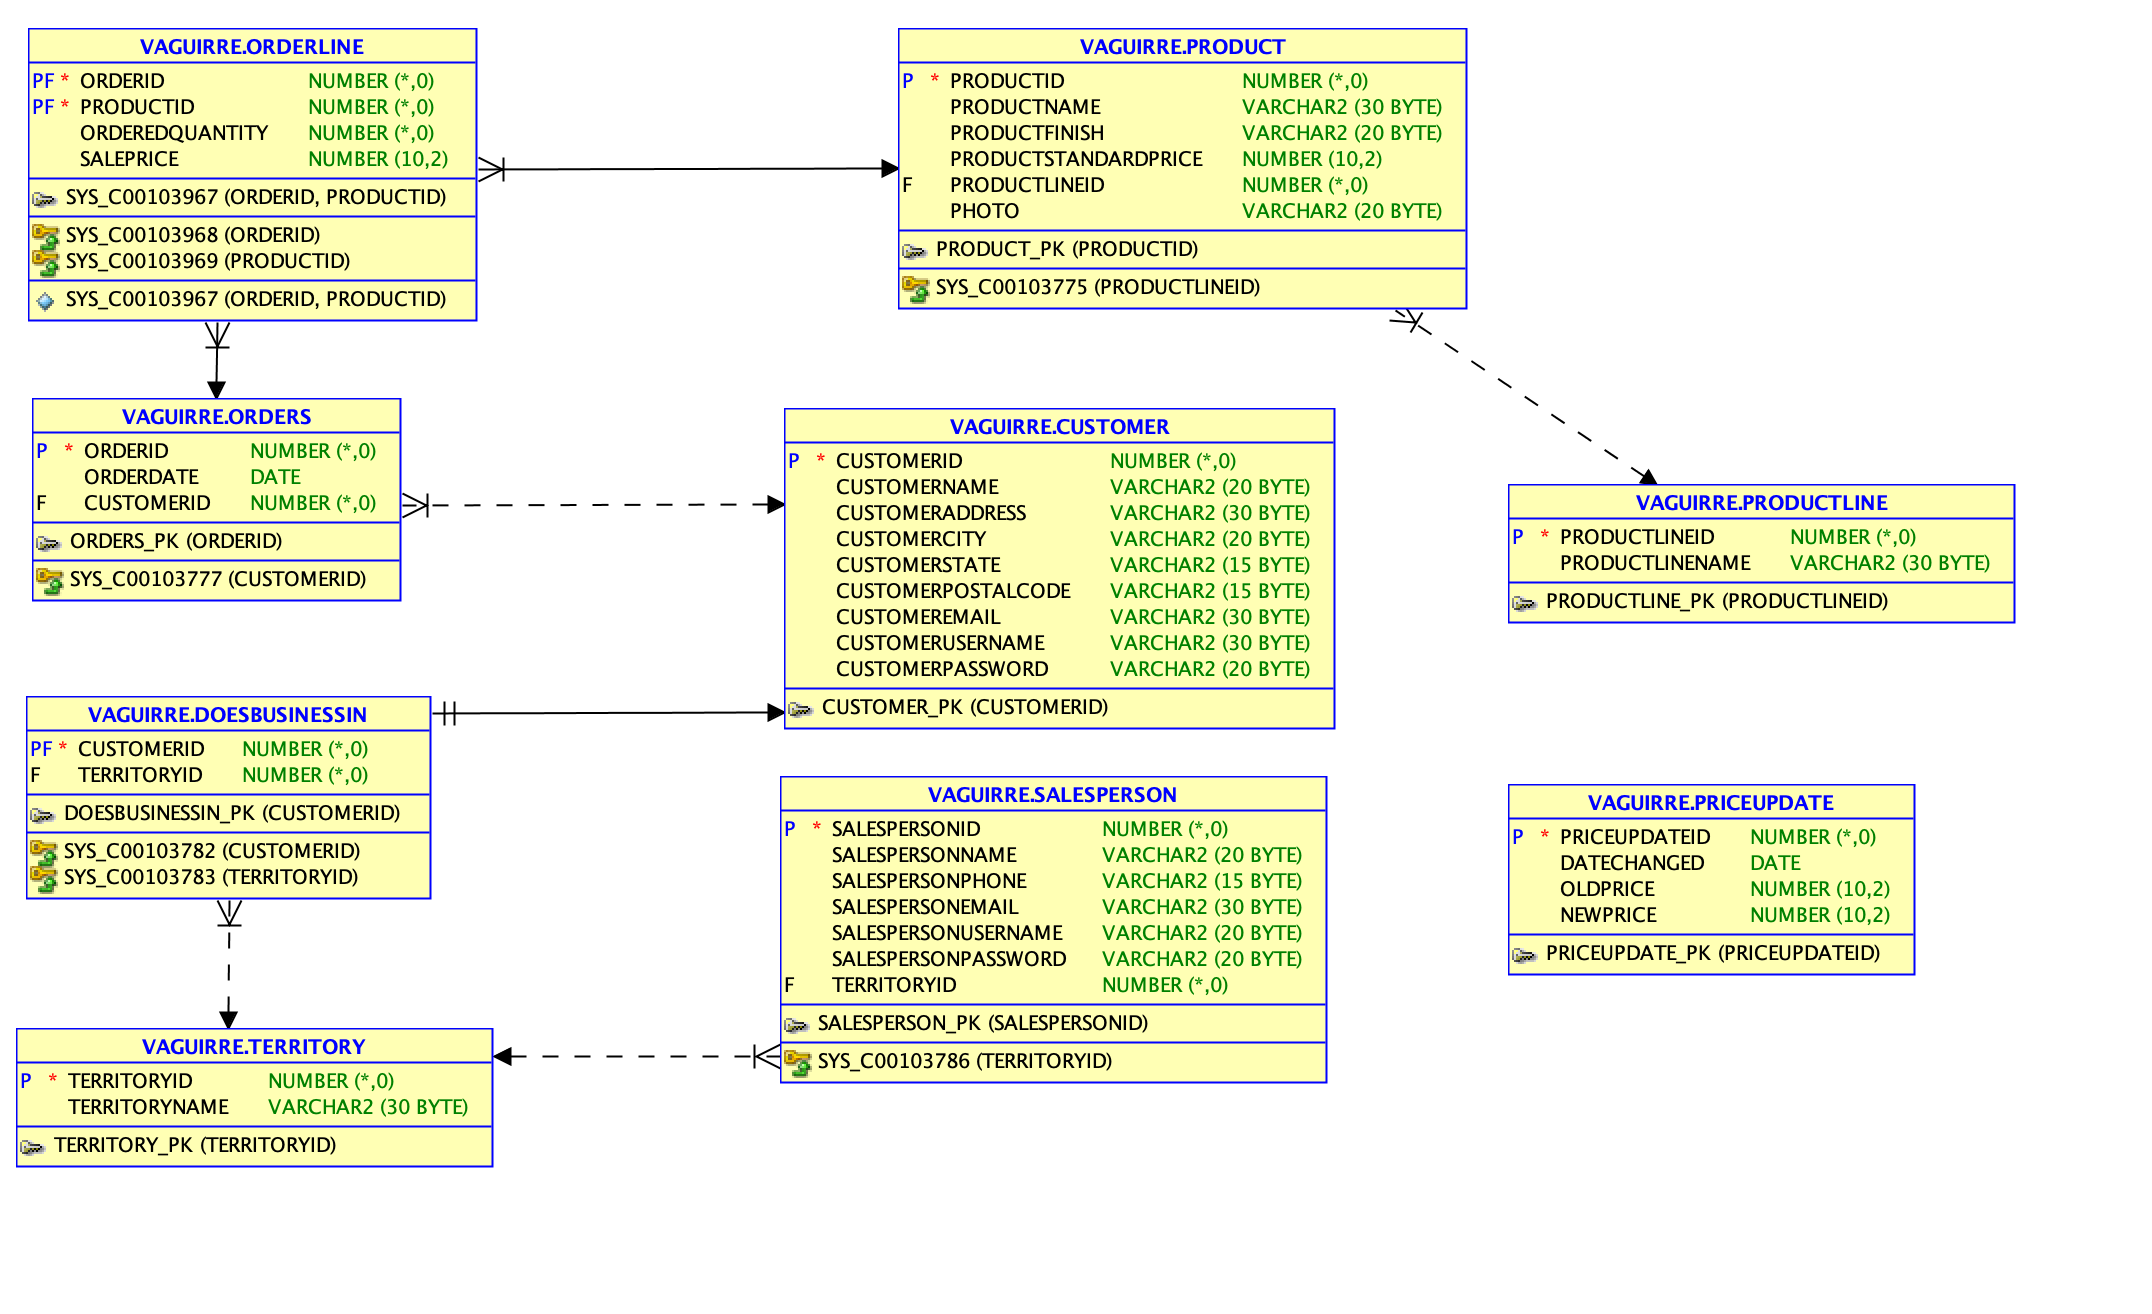 VAGUIRRE.ORDERLINE
PF * ORDERID NUMBER (*,0)
PF * PRODUCTID NUMBER (*,0)
ORDEREDQUANTITY NUMBER (*,0)
SALEPRICE NUMBER (10,2)
SYS_C00103967 (ORDERID, PRODUCTID)
SYS_C00103968 (ORDERID)
SYS_C00103969 (PRODUCTID)
SYS_C00103967 (ORDERID, PRODUCTID)
VAGUIRRE.PRODUCT
P * PRODUCTID NUMBER (*,0)
PRODUCTNAME VARCHAR2 (30 BYTE)
PRODUCTFINISH VARCHAR2 (20 BYTE)
PRODUCTSTANDARDPRICE NUMBER (10,2)
F PRODUCTLINEID NUMBER (*,0)
PHOTO VARCHAR2 (20 BYTE)
PRODUCT_PK (PRODUCTID)
SYS_C00103775 (PRODUCTLINEID)
VAGUIRRE.ORDERS
P * ORDERID NUMBER (*,0)
ORDERDATE DATE
F CUSTOMERID NUMBER (*,0)
ORDERS_PK (ORDERID)
SYS_C00103777 (CUSTOMERID)
VAGUIRRE.CUSTOMER
P * CUSTOMERID NUMBER (*,0)
CUSTOMERNAME VARCHAR2 (20 BYTE)
CUSTOMERADDRESS VARCHAR2 (30 BYTE)
CUSTOMERCITY VARCHAR2 (20 BYTE)
CUSTOMERSTATE VARCHAR2 (15 BYTE)
CUSTOMERPOSTALCODE VARCHAR2 (15 BYTE)
CUSTOMEREMAIL VARCHAR2 (30 BYTE)
CUSTOMERUSERNAME VARCHAR2 (30 BYTE)
CUSTOMERPASSWORD VARCHAR2 (20 BYTE)
CUSTOMER_PK (CUSTOMERID)
VAGUIRRE.PRODUCTLINE
P * PRODUCTLINEID NUMBER (*,0)
PRODUCTLINENAME VARCHAR2 (30 BYTE)
PRODUCTLINE_PK (PRODUCTLINEID)
VAGUIRRE.DOESBUSINESSIN
PF * CUSTOMERID NUMBER (*,0)
F TERRITORYID NUMBER (*,0)
DOESBUSINESSIN_PK (CUSTOMERID)
SYS_C00103782 (CUSTOMERID)
SYS_C00103783 (TERRITORYID)
VAGUIRRE.SALESPERSON
P * SALESPERSONID NUMBER (*,0)
SALESPERSONNAME VARCHAR2 (20 BYTE)
SALESPERSONPHONE VARCHAR2 (15 BYTE)
SALESPERSONEMAIL VARCHAR2 (30 BYTE)
SALESPERSONUSERNAME VARCHAR2 (20 BYTE)
SALESPERSONPASSWORD VARCHAR2 (20 BYTE)
F TERRITORYID NUMBER (*,0)
SALESPERSON_PK (SALESPERSONID)
SYS_C00103786 (TERRITORYID)
VAGUIRRE.PRICEUPDATE
P * PRICEUPDATEID NUMBER (*,0)
DATECHANGED DATE
OLDPRICE NUMBER (10,2)
NEWPRICE NUMBER (10,2)
PRICEUPDATE_PK (PRICEUPDATEID)
VAGUIRRE.TERRITORY
P * TERRITORYID NUMBER (*,0)
TERRITORYNAME VARCHAR2 (30 BYTE)
TERRITORY_PK (TERRITORYID)